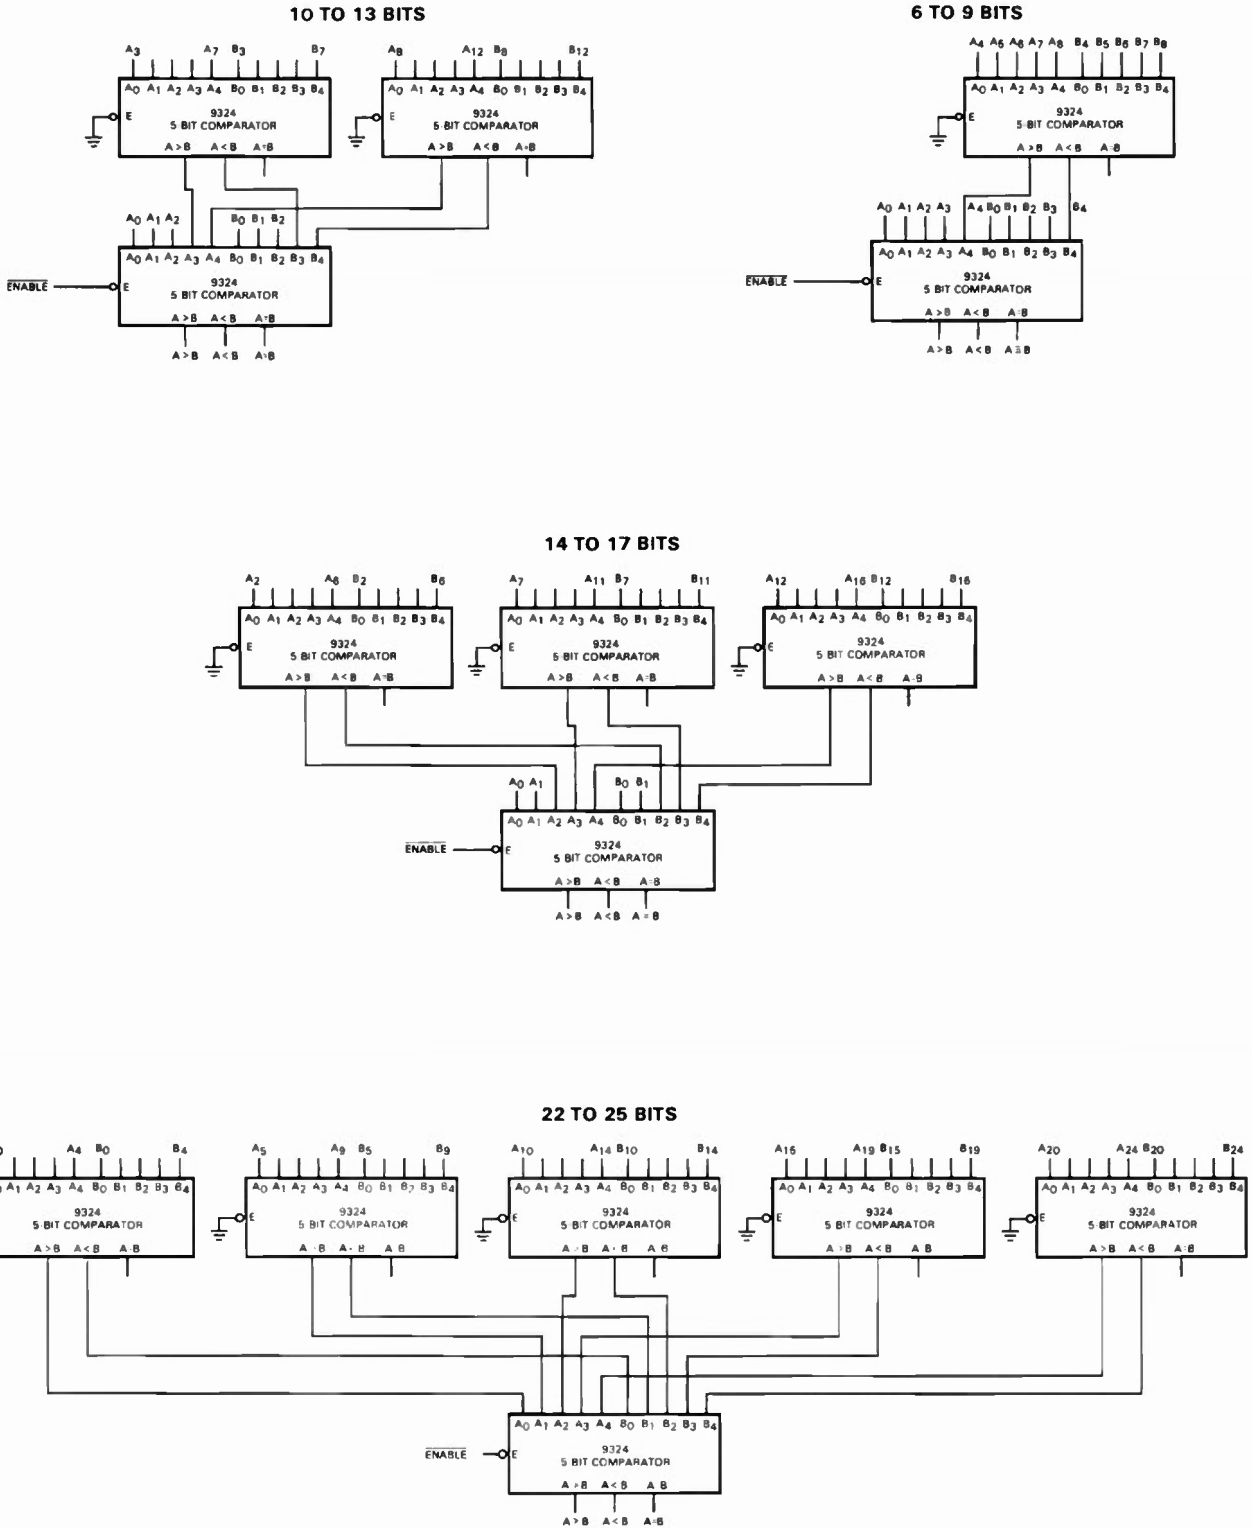 10 TO 13 BITS
A3 A7 B3 B7
A0 A1 A2 A3 A4 B0 B1 B2 B3 B4
E
9324
5-BIT COMPARATOR
A>B A<B A=B
A8 A12 B8 B12
A0 A1 A2 A3 A4 B0 B1 B2 B3 B4
E
9324
5-BIT COMPARATOR
A>B A<B A=B
A0 A1 A2 B0 B1 B2
A0 A1 A2 A3 A4 B0 B1 B2 B3 B4
ENABLE E
9324
5 BIT COMPARATOR
A>B A<B A=B
A>B A<B A=B
6 TO 9 BITS
A4 A5 A6 A7 A8 B4 B5 B6 B7 B8
A0 A1 A2 A3 A4 B0 B1 B2 B3 B4
E
9324
5-BIT COMPARATOR
A>B A<B A=B
A0 A1 A2 A3 A4 B0 B1 B2 B3 B4
A0 A1 A2 A3 A4 B0 B1 B2 B3 B4
ENABLE E
9324
5 BIT COMPARATOR
A>B A<B A=B
A>B A<B A=B
14 TO 17 BITS
A2 A6 B2 B6
A0 A1 A2 A3 A4 B0 B1 B2 B3 B4
E
9324
5 BIT COMPARATOR
A>B A<B A=B
A7 A11 B7 B11
A0 A1 A2 A3 A4 B0 B1 B2 B3 B4
E
9324
5 BIT COMPARATOR
A>B A<B A=B
A12 A16 B12 B16
A0 A1 A2 A3 A4 B0 B1 B2 B3 B4
E
9324
5 BIT COMPARATOR
A>B A<B A=B
A0 A1 B0 B1
A0 A1 A2 A3 A4 B0 B1 B2 B3 B4
ENABLE E
9324
5 BIT COMPARATOR
A>B A<B A=B
A>B A<B A=B
22 TO 25 BITS
A4 B0 B4
A1 A2 A3 A4 B0 B1 B2 B3 B4
9324
5 BIT COMPARATOR
A>B A<B A=B
A5 A9 B5 B9
A0 A1 A2 A3 A4 B0 B1 B2 B3 B4
E
9324
5 BIT COMPARATOR
A B A B A B
A10 A14 B10 B14
A0 A1 A2 A3 A4 B0 B1 B2 B3 B4
E
9324
5 BIT COMPARATOR
A>B A B A B
A16 A19 B15 B19
A0 A1 A2 A3 A4 B0 B1 B2 B3 B4
E
9324
5 BIT COMPARATOR
A>B A<B A B
A20 A24 B20 B24
A0 A1 A2 A3 A4 B0 B1 B2 B3 B4
E
9324
5 BIT COMPARATOR
A>B A<B A=B
A0 A1 A2 A3 A4 B0 B1 B2 B3 B4
ENABLE E
9324
5 BIT COMPARATOR
A>B A<B A B
A>B A<B A=B